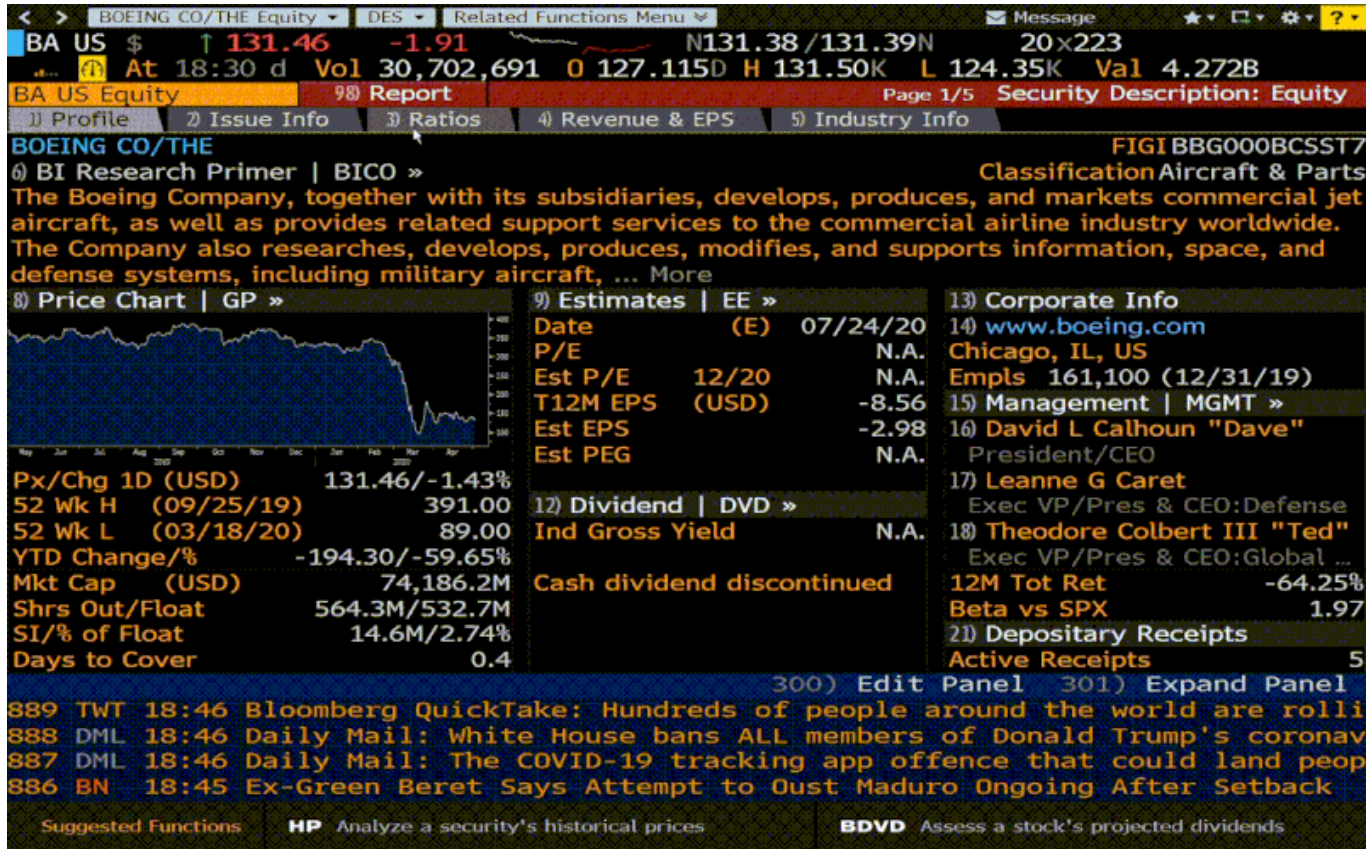 < > BOEING CO/THE Equity DES Related Functions Menu Message ?
BA US $ ↑ 131.46 -1.91 N131.38/131.39N 20×223
At 18:30 d Vol 30,702,691 O 127.115D H 131.50K L 124.35K Val 4.272B
BA US Equity 98) Report Page 1/5 Security Description: Equity
1) Profile 2) Issue Info 3) Ratios 4) Revenue & EPS 5) Industry Info
BOEING CO/THE FIGI BBG000BCSST7
6) BI Research Primer | BICO » Classification Aircraft & Parts
The Boeing Company, together with its subsidiaries, develops, produces, and markets commercial jet
aircraft, as well as provides related support services to the commercial airline industry worldwide.
The Company also researches, develops, produces, modifies, and supports information, space, and
defense systems, including military aircraft, ... More
8) Price Chart | GP »
May Jun Jul Aug Sep Oct Nov Dec Jan Feb Mar Apr
Px/Chg 1D (USD) 131.46/-1.43%
52 Wk H (09/25/19) 391.00
52 Wk L (03/18/20) 89.00
YTD Change/% -194.30/-59.65%
Mkt Cap (USD) 74,186.2M
Shrs Out/Float 564.3M/532.7M
SI/% of Float 14.6M/2.74%
Days to Cover 0.4
9) Estimates | EE »
Date (E) 07/24/20
P/E N.A.
Est P/E 12/20 N.A.
T12M EPS (USD) -8.56
Est EPS -2.98
Est PEG N.A.
12) Dividend | DVD »
Ind Gross Yield N.A.
Cash dividend discontinued
13) Corporate Info
14) www.boeing.com
Chicago, IL, US
Empls 161,100 (12/31/19)
15) Management | MGMT »
16) David L Calhoun "Dave"
President/CEO
17) Leanne G Caret
Exec VP/Pres & CEO:Defense
18) Theodore Colbert III "Ted"
Exec VP/Pres & CEO:Global ...
12M Tot Ret -64.25%
Beta vs SPX 1.97
21) Depositary Receipts
Active Receipts 5
300) Edit Panel 301) Expand Panel
889 TWT 18:46 Bloomberg QuickTake: Hundreds of people around the world are rolli
888 DML 18:46 Daily Mail: White House bans ALL members of Donald Trump's coronav
887 DML 18:46 Daily Mail: The COVID-19 tracking app offence that could land peop
886 BN 18:45 Ex-Green Beret Says Attempt to Oust Maduro Ongoing After Setback
Suggested Functions HP Analyze a security's historical prices BDVD Assess a stock's projected dividends